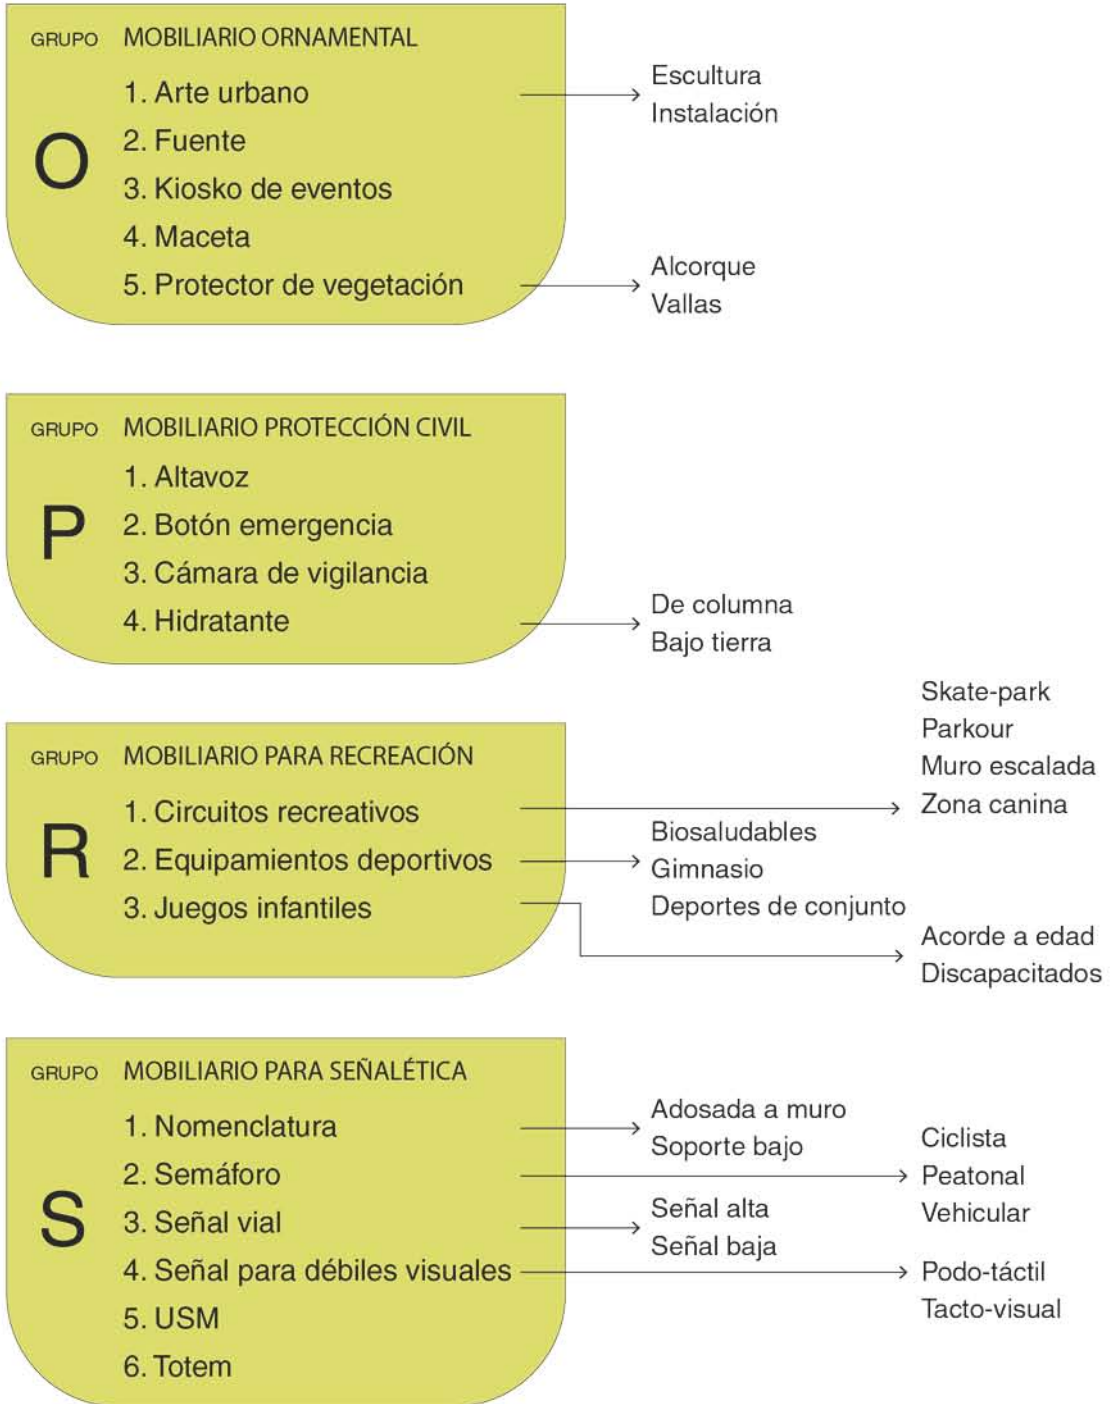 GRUPO MOBILIARIO ORNAMENTAL
O
1. Arte urbano
Escultura
Instalación
2. Fuente
3. Kiosko de eventos
4. Maceta
5. Protector de vegetación
Alcorque
Vallas
GRUPO MOBILIARIO PROTECCIÓN CIVIL
P
1. Altavoz
2. Botón emergencia
3. Cámara de vigilancia
4. Hidratante
De columna
Bajo tierra
GRUPO MOBILIARIO PARA RECREACIÓN
R
1. Circuitos recreativos
Skate-park
Parkour
Muro escalada
Zona canina
2. Equipamientos deportivos
Biosaludables
Gimnasio
Deportes de conjunto
3. Juegos infantiles
Acorde a edad
Discapacitados
GRUPO MOBILIARIO PARA SEÑALÉTICA
S
1. Nomenclatura
Adosada a muro
Soporte bajo
2. Semáforo
Ciclista
Peatonal
Vehicular
3. Señal vial
Señal alta
Señal baja
4. Señal para débiles visuales
Podo-táctil
Tacto-visual
5. USM
6. Totem